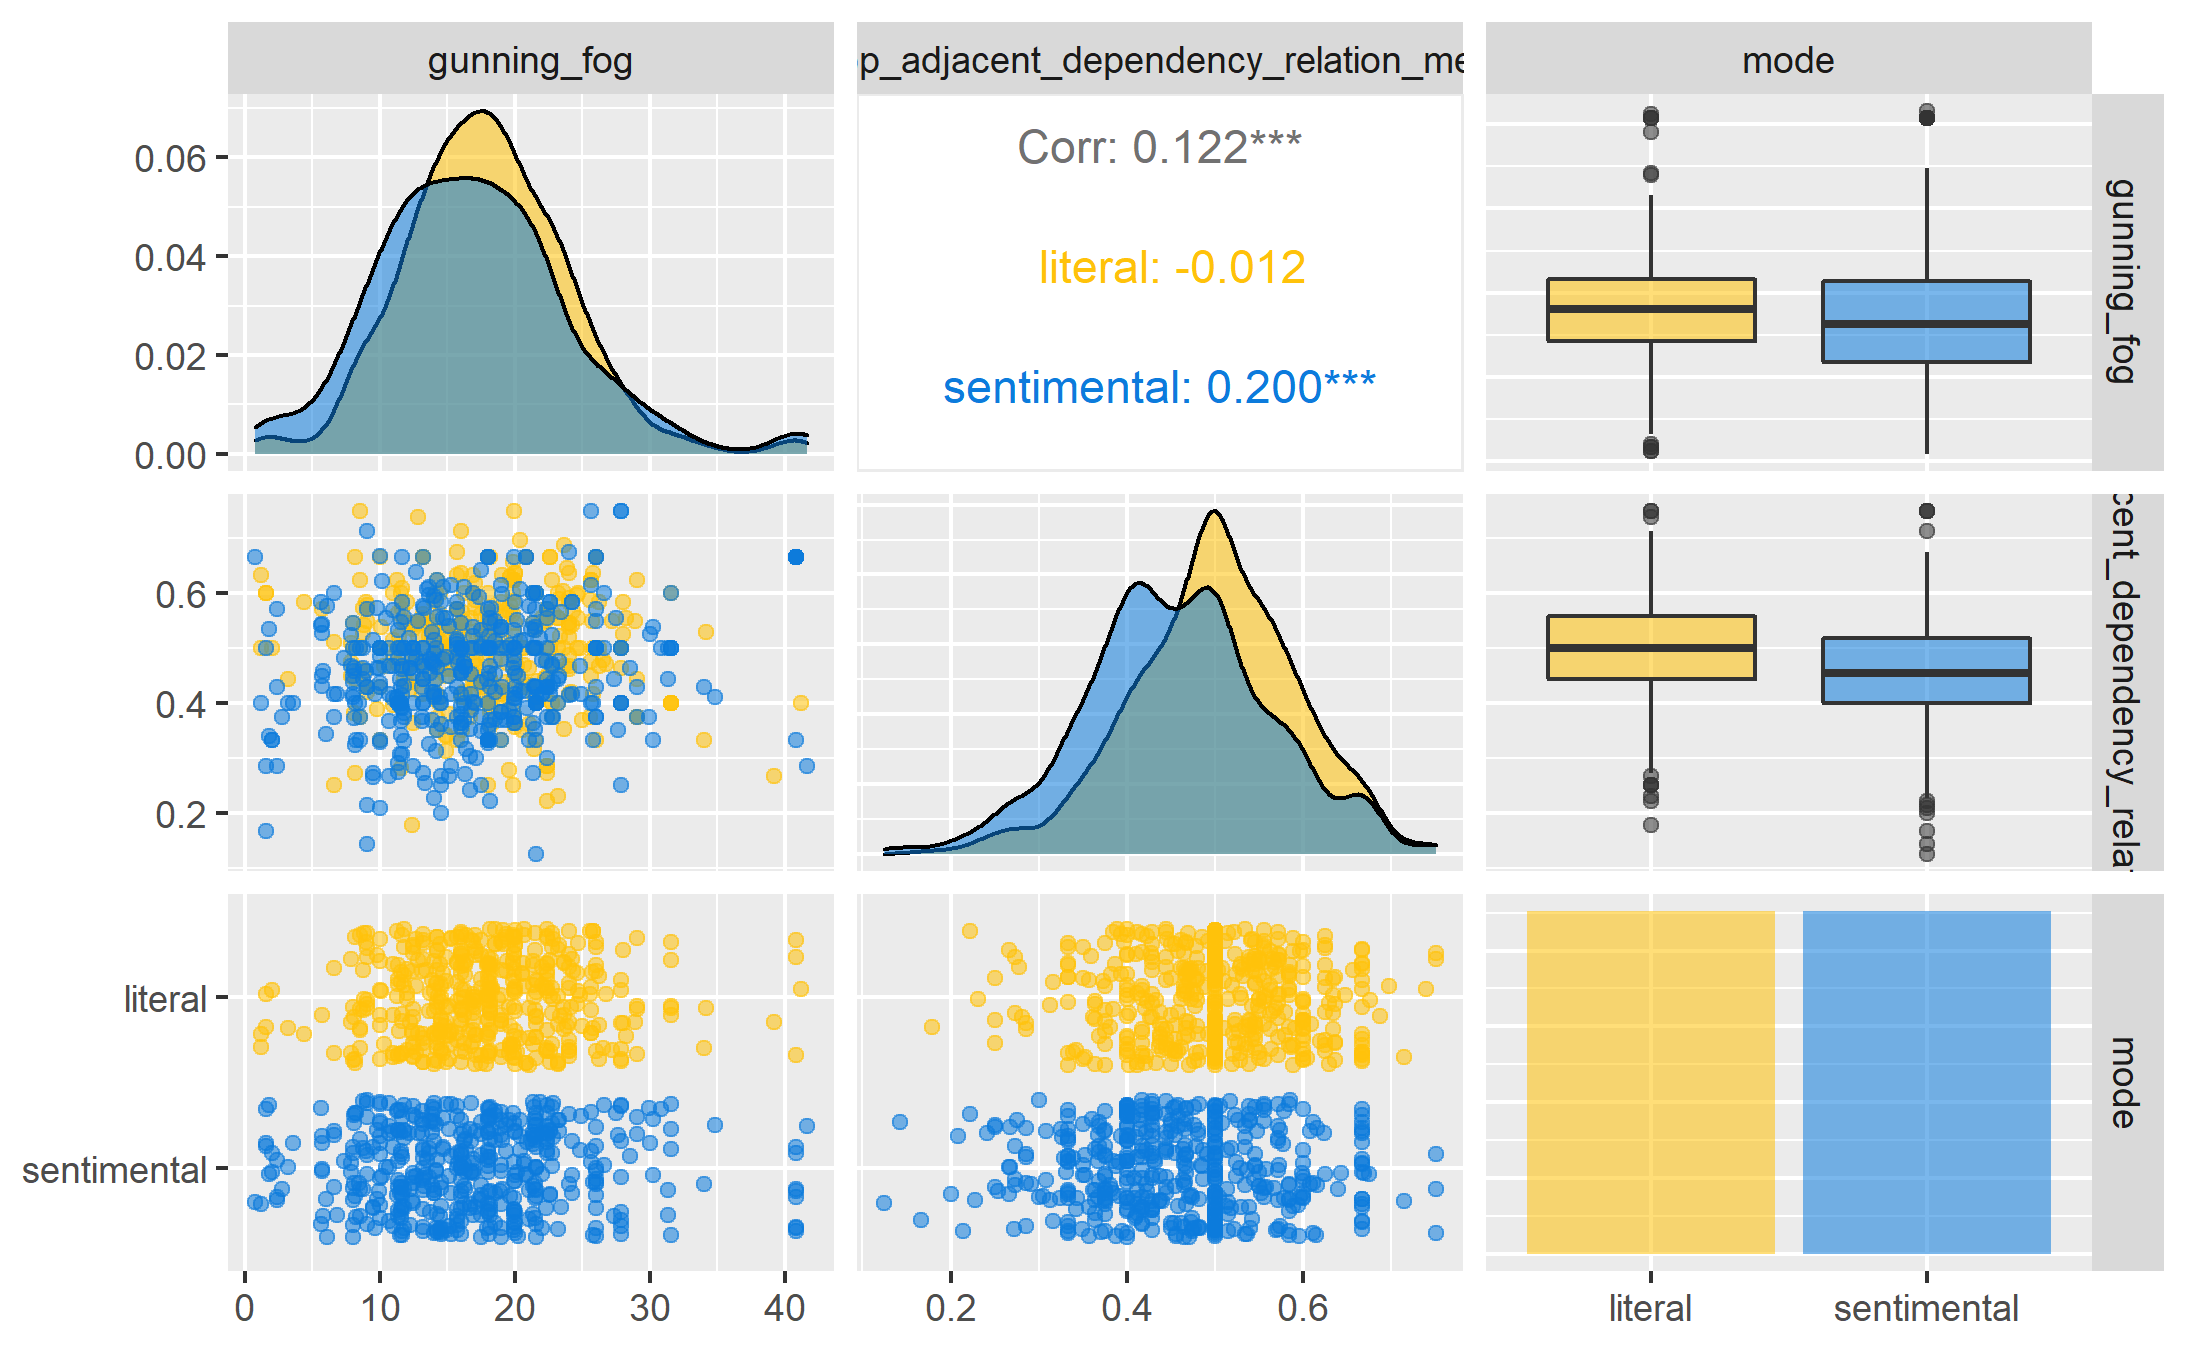 gunning_fog
p_adjacent_dependency_relation_me
mode
0.06
0.04
0.02
0.00
Corr: 0.122***
literal: -0.012
sentimental: 0.200***
gunning_fog
0.6
0.4
0.2
cent_dependency_rela
literal
sentimental
mode
0 10 20 30 40
0.2 0.4 0.6
literal sentimental